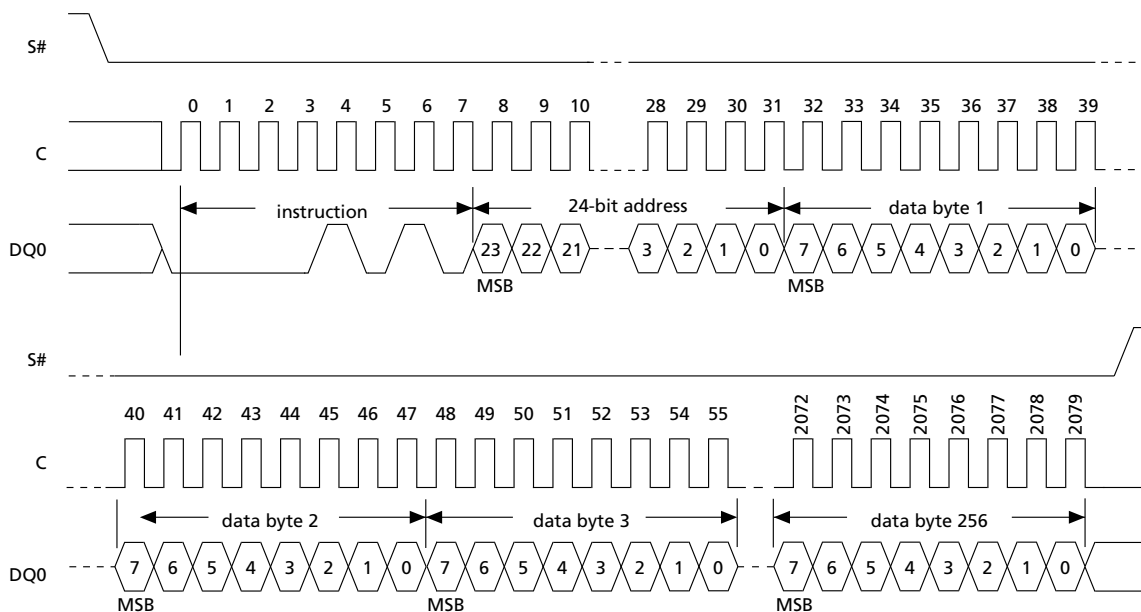 S#
0 1 2 3 4 5 6 7 8 9 10 28 29 30 31 32 33 34 35 36 37 38 39
C
instruction 24-bit address data byte 1
DQ0 23 22 21 3 2 1 0 7 6 5 4 3 2 1 0
MSB MSB
S#
40 41 42 43 44 45 46 47 48 49 50 51 52 53 54 55 2072 2073 2074 2075 2076 2077 2078 2079
C
data byte 2 data byte 3 data byte 256
DQ0 7 6 5 4 3 2 1 0 7 6 5 4 3 2 1 0 7 6 5 4 3 2 1 0
MSB MSB MSB